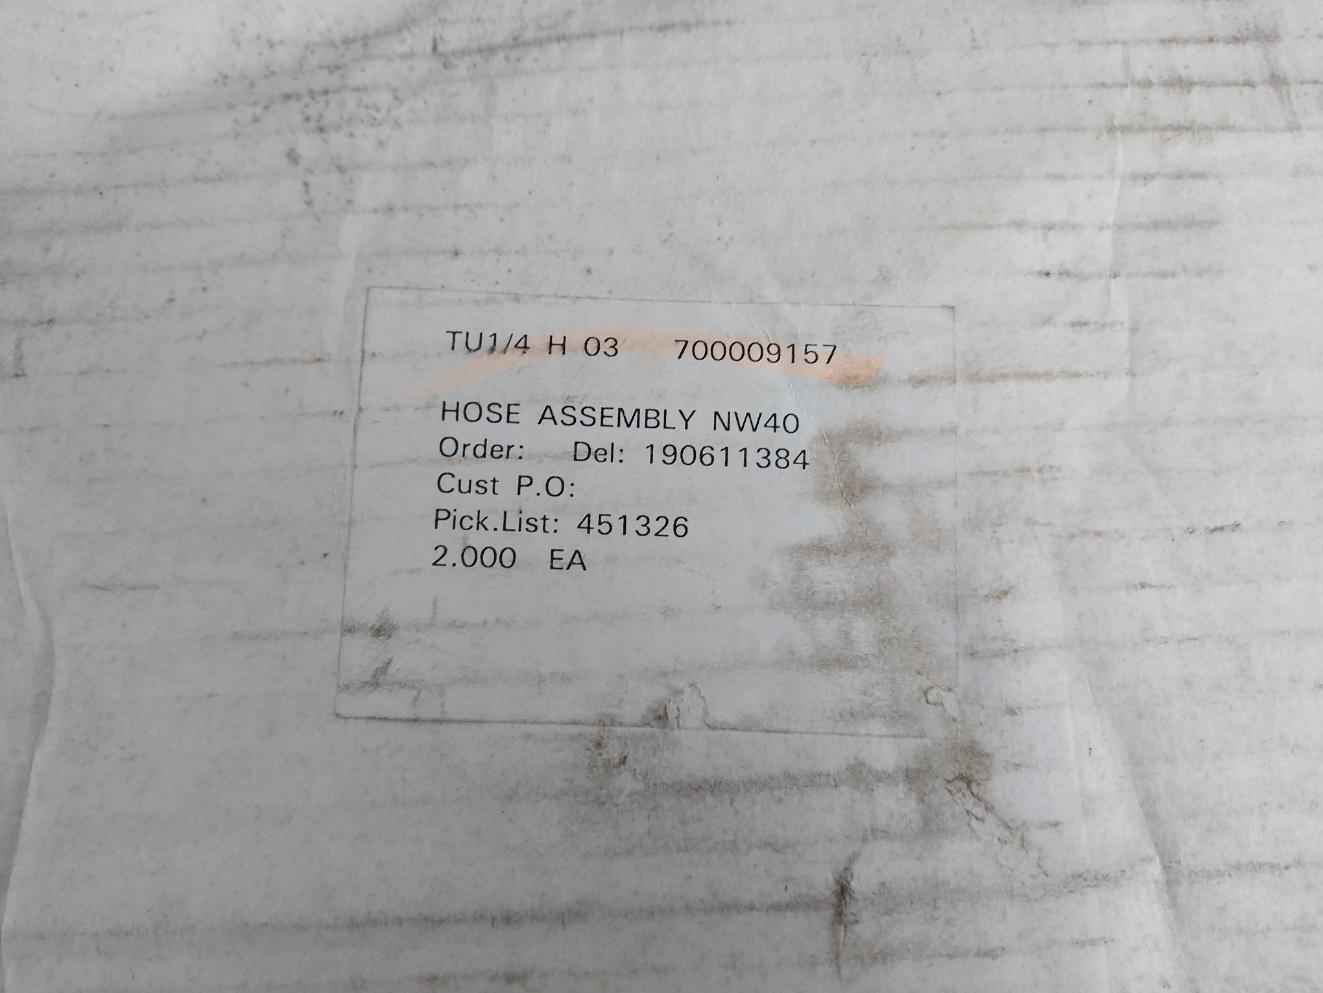 TU1/4 H 03 700009157
HOSE ASSEMBLY NW40
Order: Del: 190611384
Cust P.O:
Pick.List: 451326
2.000 EA